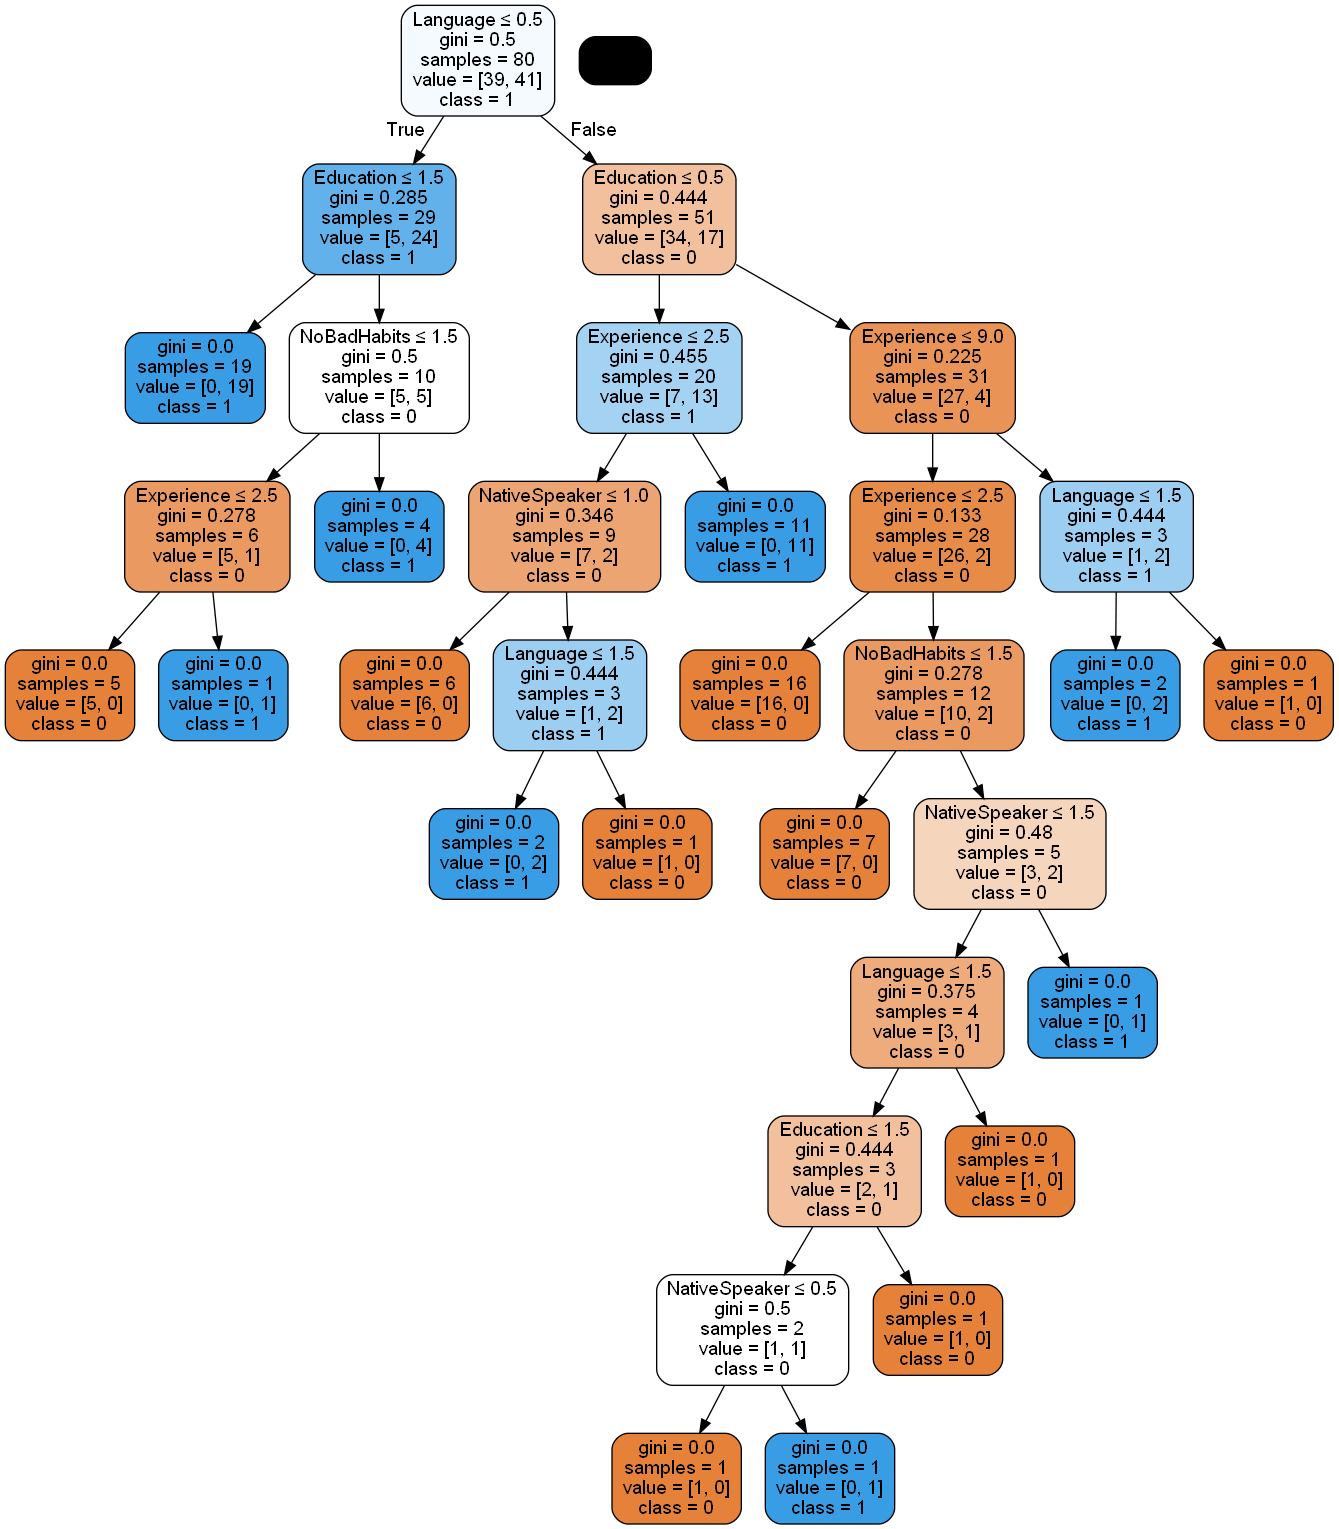 Language ≤ 0.5
gini = 0.5
samples = 80
value = [39, 41]
class = 1
True
False
Education ≤ 1.5
gini = 0.285
samples = 29
value = [5, 24]
class = 1
Education ≤ 0.5
gini = 0.444
samples = 51
value = [34, 17]
class = 0
gini = 0.0
samples = 19
value = [0, 19]
class = 1
NoBadHabits ≤ 1.5
gini = 0.5
samples = 10
value = [5, 5]
class = 0
Experience ≤ 2.5
gini = 0.455
samples = 20
value = [7, 13]
class = 1
Experience ≤ 9.0
gini = 0.225
samples = 31
value = [27, 4]
class = 0
Experience ≤ 2.5
gini = 0.278
samples = 6
value = [5, 1]
class = 0
gini = 0.0
samples = 4
value = [0, 4]
class = 1
NativeSpeaker ≤ 1.0
gini = 0.346
samples = 9
value = [7, 2]
class = 0
gini = 0.0
samples = 11
value = [0, 11]
class = 1
Experience ≤ 2.5
gini = 0.133
samples = 28
value = [26, 2]
class = 0
Language ≤ 1.5
gini = 0.444
samples = 3
value = [1, 2]
class = 1
gini = 0.0
samples = 5
value = [5, 0]
class = 0
gini = 0.0
samples = 1
value = [0, 1]
class = 1
gini = 0.0
samples = 6
value = [6, 0]
class = 0
Language ≤ 1.5
gini = 0.444
samples = 3
value = [1, 2]
class = 1
gini = 0.0
samples = 16
value = [16, 0]
class = 0
NoBadHabits ≤ 1.5
gini = 0.278
samples = 12
value = [10, 2]
class = 0
gini = 0.0
samples = 2
value = [0, 2]
class = 1
gini = 0.0
samples = 1
value = [1, 0]
class = 0
gini = 0.0
samples = 2
value = [0, 2]
class = 1
gini = 0.0
samples = 1
value = [1, 0]
class = 0
gini = 0.0
samples = 7
value = [7, 0]
class = 0
NativeSpeaker ≤ 1.5
gini = 0.48
samples = 5
value = [3, 2]
class = 0
Language ≤ 1.5
gini = 0.375
samples = 4
value = [3, 1]
class = 0
gini = 0.0
samples = 1
value = [0, 1]
class = 1
Education ≤ 1.5
gini = 0.444
samples = 3
value = [2, 1]
class = 0
gini = 0.0
samples = 1
value = [1, 0]
class = 0
NativeSpeaker ≤ 0.5
gini = 0.5
samples = 2
value = [1, 1]
class = 0
gini = 0.0
samples = 1
value = [1, 0]
class = 0
gini = 0.0
samples = 1
value = [1, 0]
class = 0
gini = 0.0
samples = 1
value = [0, 1]
class = 1